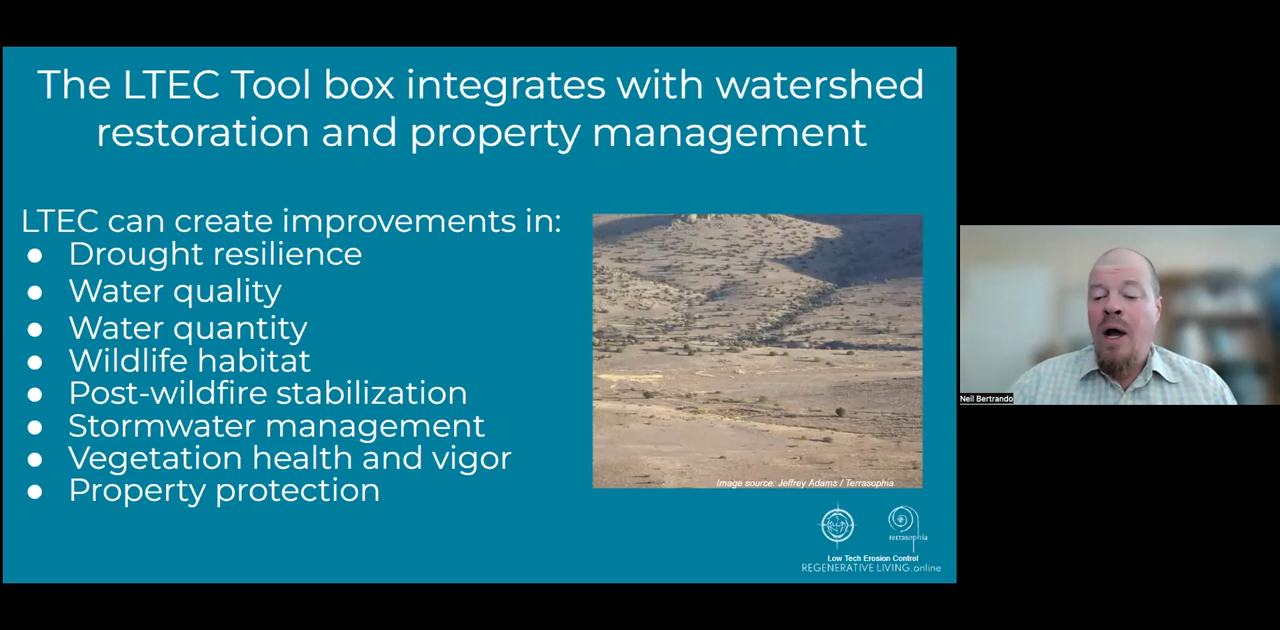 The LTEC Tool box integrates with watershed
restoration and property management
LTEC can create improvements in:
● Drought resilience
● Water quality
● Water quantity
● Wildlife habitat
● Post-wildfire stabilization
● Stormwater management
● Vegetation health and vigor
● Property protection
Image source: Jeffrey Adams / Terrasophia
terrasophia
Low Tech Erosion Control
REGENERATIVE LIVING.online
Neil Bertrando